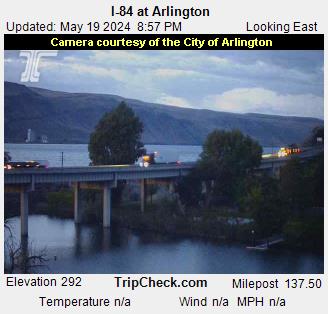 I-84 at Arlington
Updated: May 19 2024 8:57 PM Looking East
Camera courtesy of the City of Arlington
Elevation 292 TripCheck.com Milepost 137.50
Temperature n/a Wind n/a MPH n/a